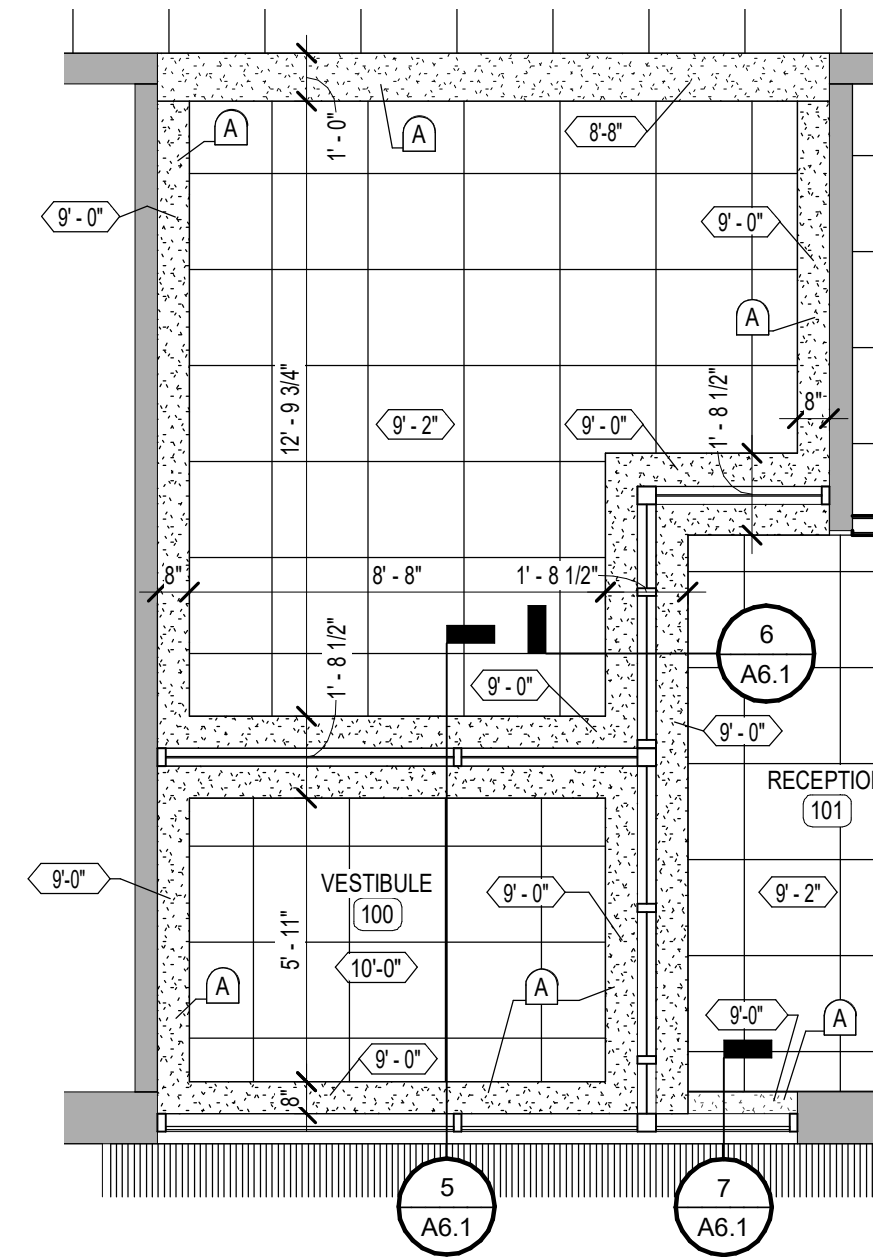 1' - 0"
A
A
8'-8"
9' - 0"
9' - 0"
A
12' - 9 3/4"
9' - 2"
9' - 0"
1' - 8 1/2"
8"
8"
8' - 8"
1' - 8 1/2"
1' - 8 1/2"
6
A6.1
9' - 0"
9' - 0"
RECEPTION
101
9'-0"
VESTIBULE
100
9' - 0"
9' - 2"
5' - 11"
10'-0"
A
A
9'-0"
A
9' - 0"
8"
5
A6.1
7
A6.1